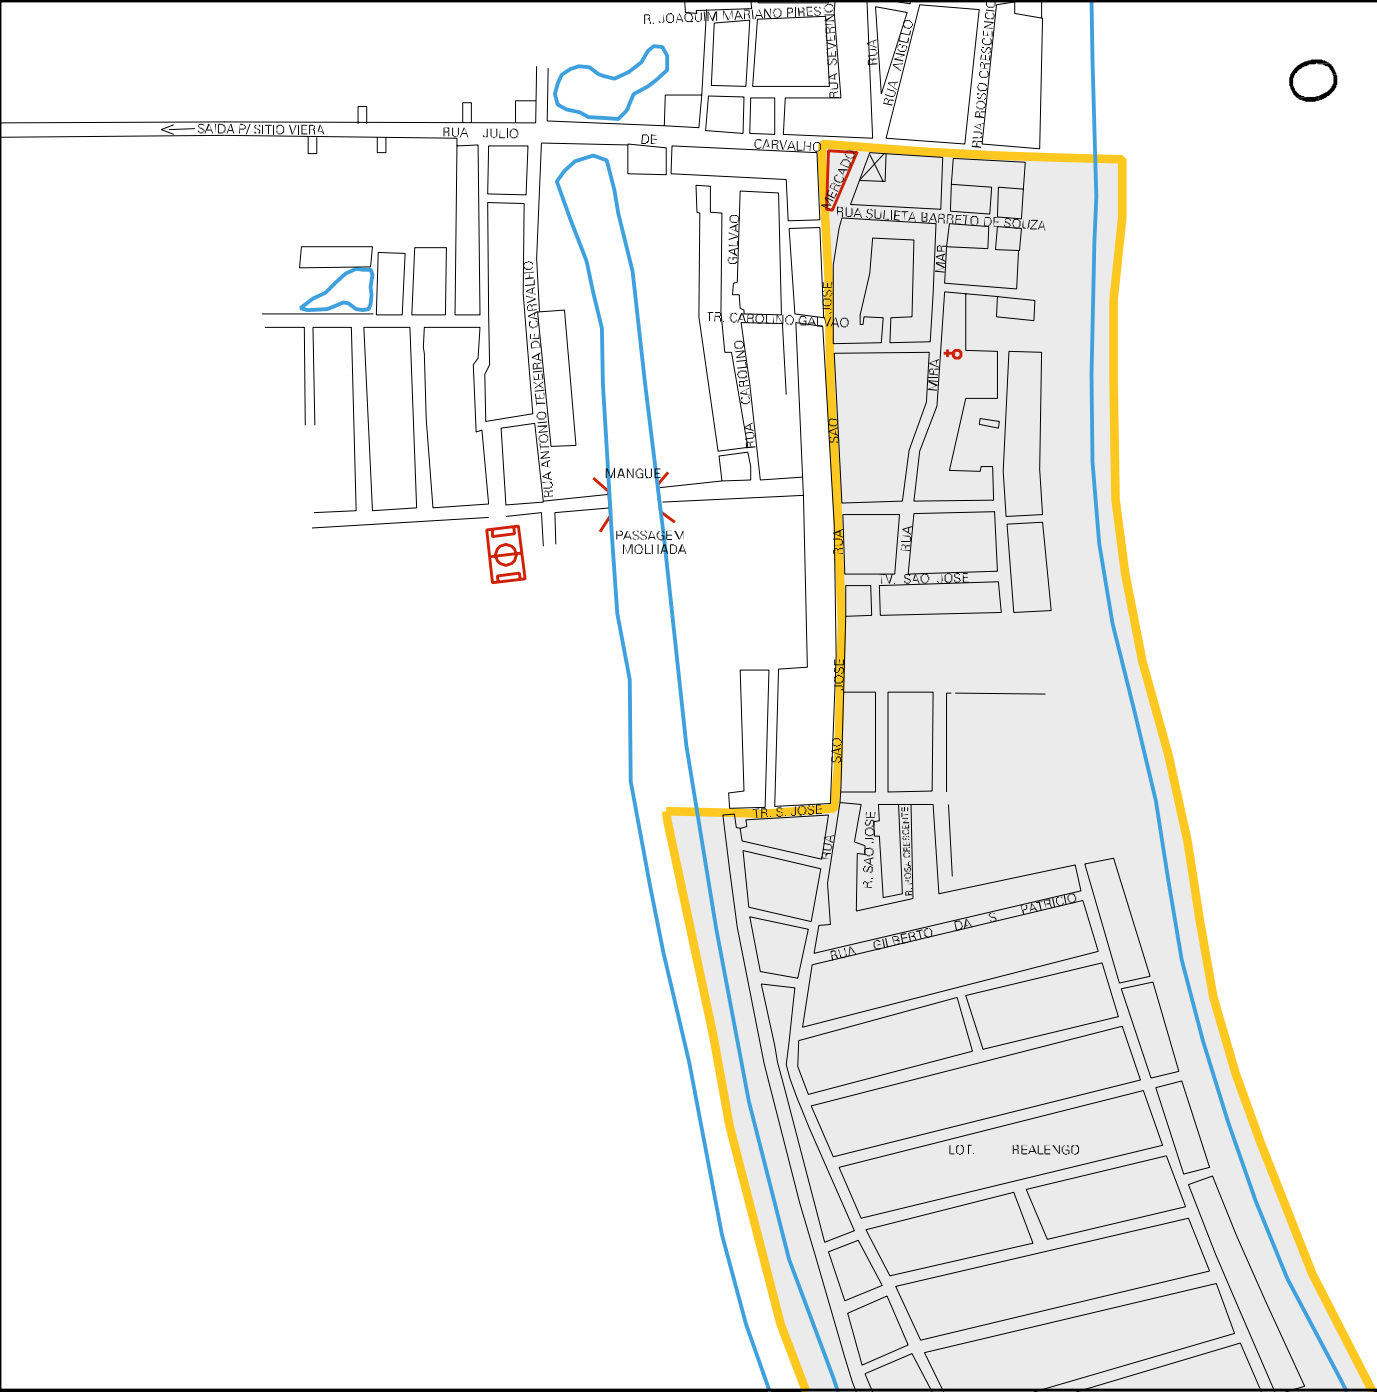 R. JOAQUIM MARIANO PIRES
RUA SEVERINO
RUA
RUA ANGELO
RUA ROSO CRESCENCIO
SAIDA P/ SITIO VIERA
RUA JULIO DE CARVALHO
MERCADO
RUA SULIETA BARRETO DE SOUZA
GALVAO
MAR
RUA ANTONIO TEIXEIRA DE CARVALHO
JOSE
TR. CAROLINO GALVAO
CAROLINO
MIRA
SAO
RUA
MANGUE
PASSAGEM
MOLHADA
RUA
RUA
TV. SAO JOSE
JOSE
SAO
TR. S. JOSE
RUA
R. SAO JOSE
R. ROSA CRESCENTE
RUA GILBERTO DA S PATRICIO
LOT. REALENGO